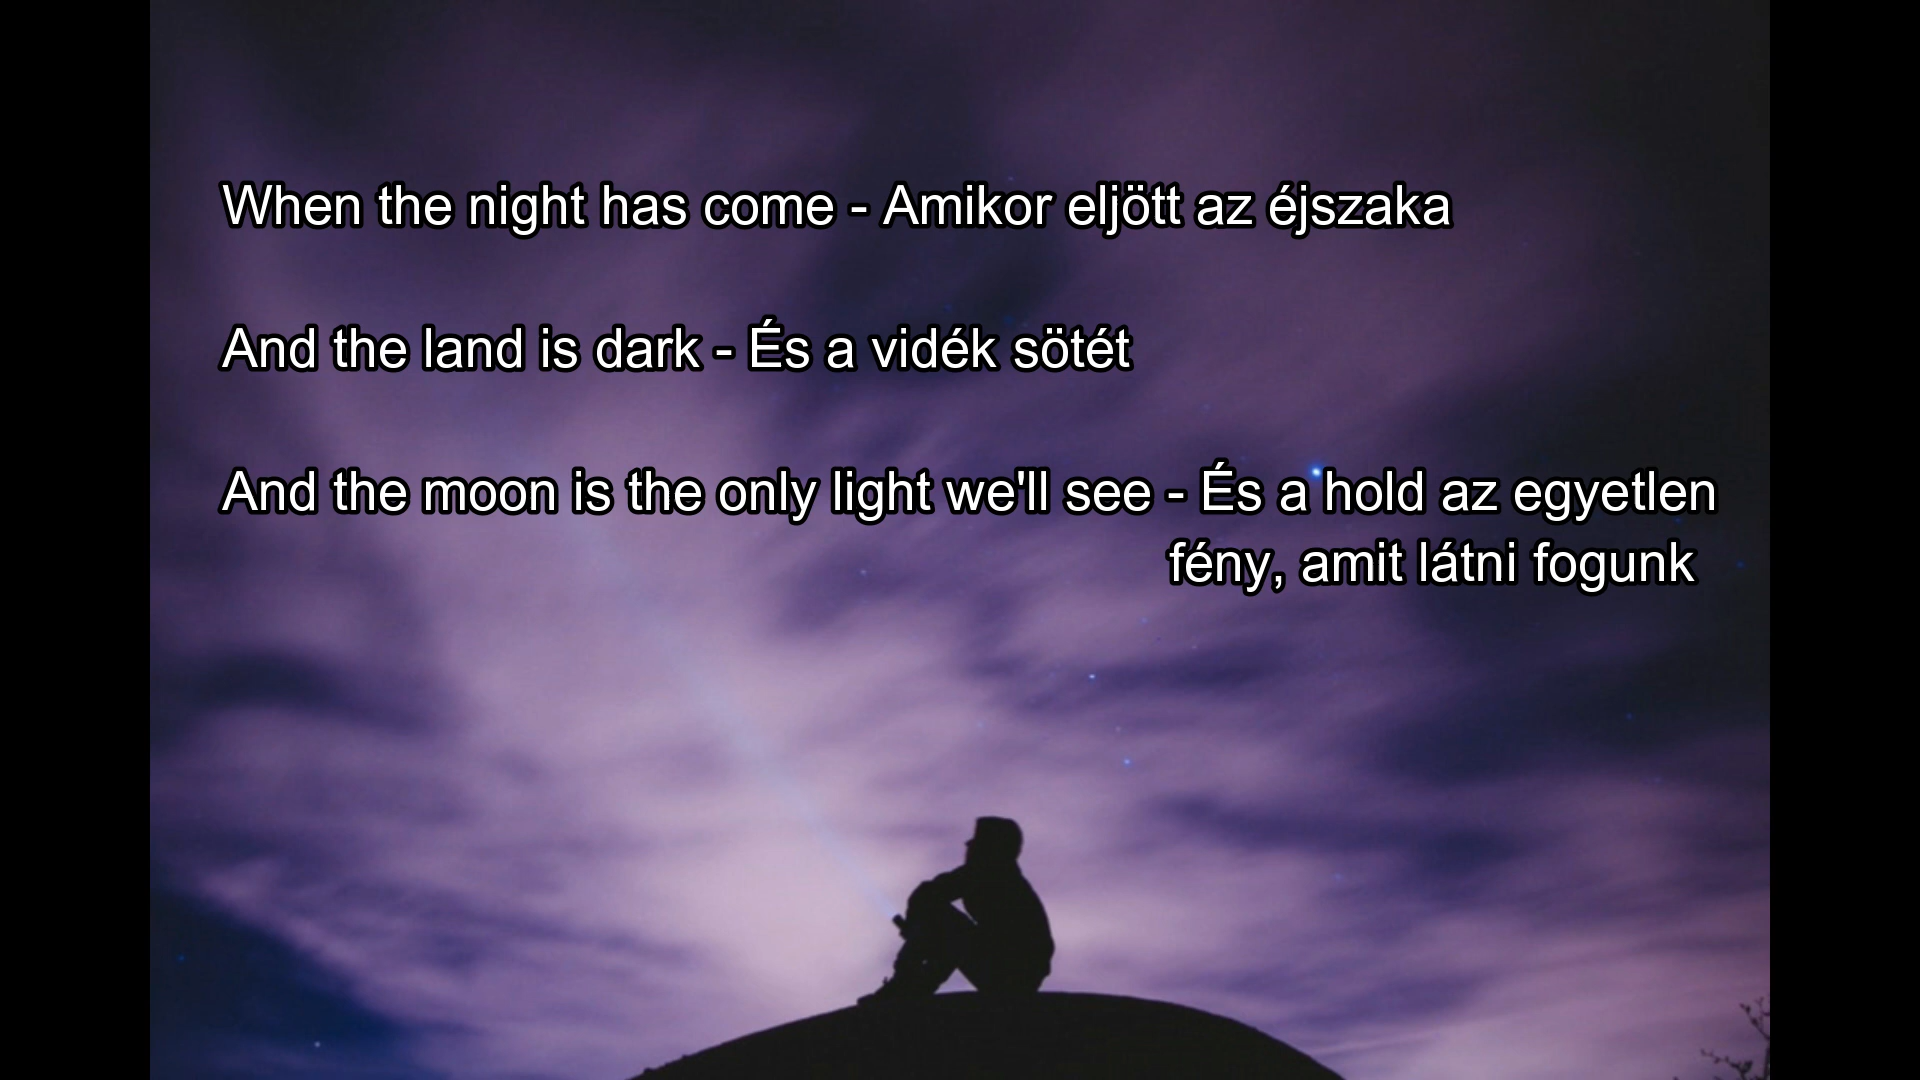 When the night has come - Amikor eljött az éjszaka
And the land is dark - És a vidék sötét
And the moon is the only light we'll see - És a hold az egyetlen
fény, amit látni fogunk